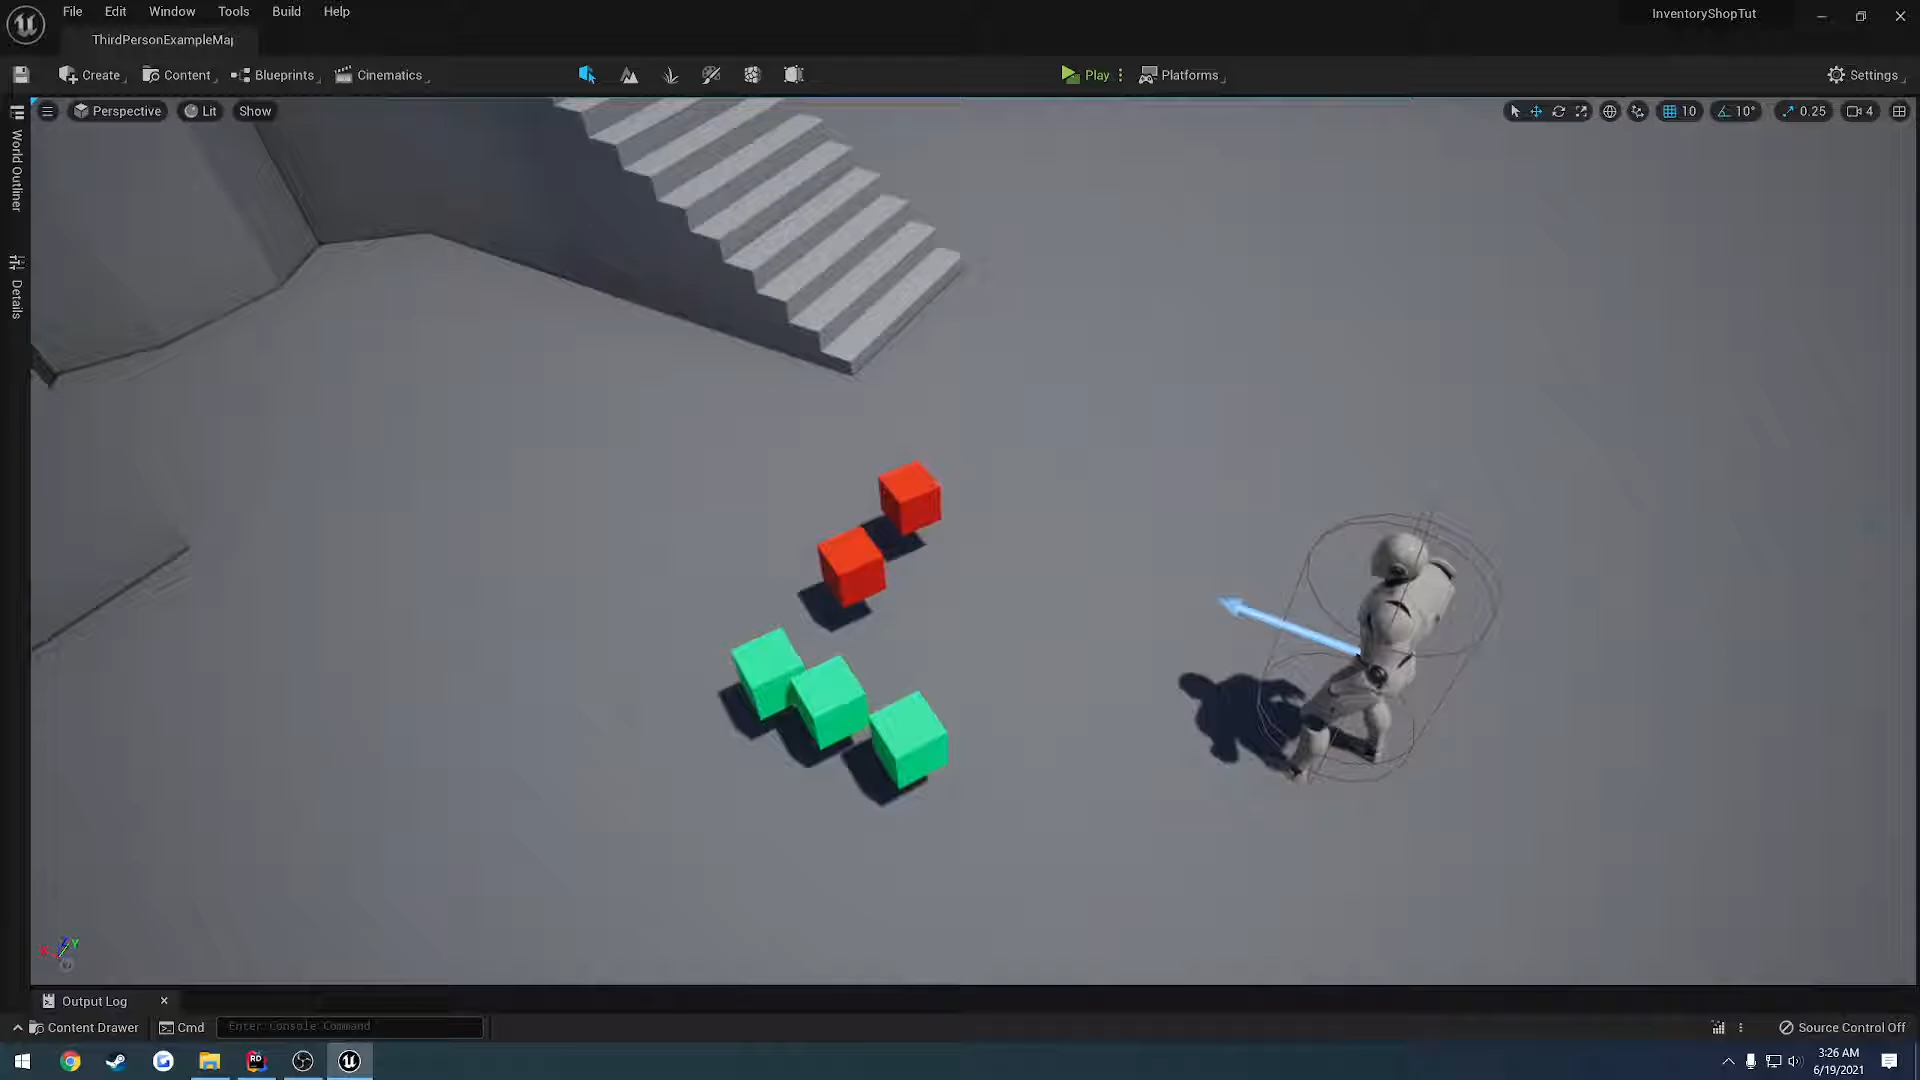 File Edit Window Tools Build Help
InventoryShopTut
ThirdPersonExampleMap
Create Content Blueprints Cinematics Play Platforms Settings
Perspective Lit Show 10 10° 0.25 4
World Outliner
Details
X Z Y
Output Log
Content Drawer Cmd Enter Console Command Source Control Off
RD
3:26 AM
6/19/2021